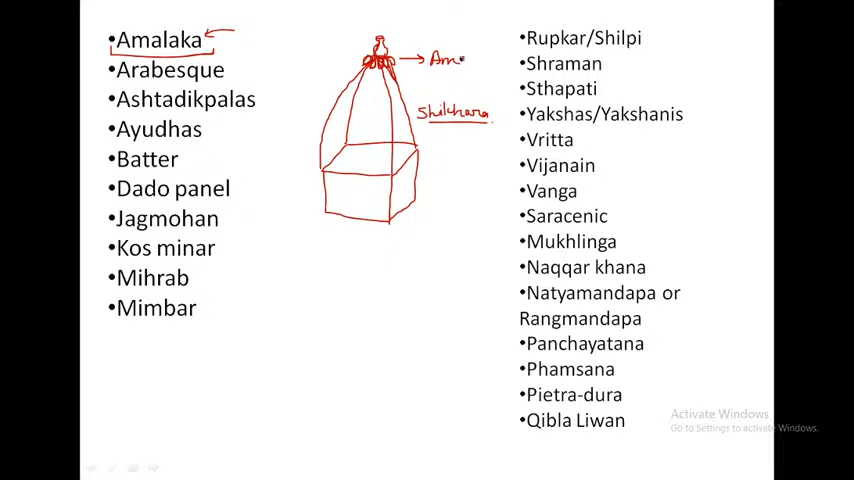 •Amalaka
•Arabesque
•Ashtadikpalas
•Ayudhas
•Batter
•Dado panel
•Jagmohan
•Kos minar
•Mihrab
•Mimbar
Am
Shikhara
•Rupkar/Shilpi
•Shraman
•Sthapati
•Yakshas/Yakshanis
•Vritta
•Vijanain
•Vanga
•Saracenic
•Mukhlinga
•Naqqar khana
•Natyamandapa or
Rangmandapa
•Panchayatana
•Phamsana
•Pietra-dura
•Qibla Liwan
Activate Windows
Go to Settings to activate Windows.